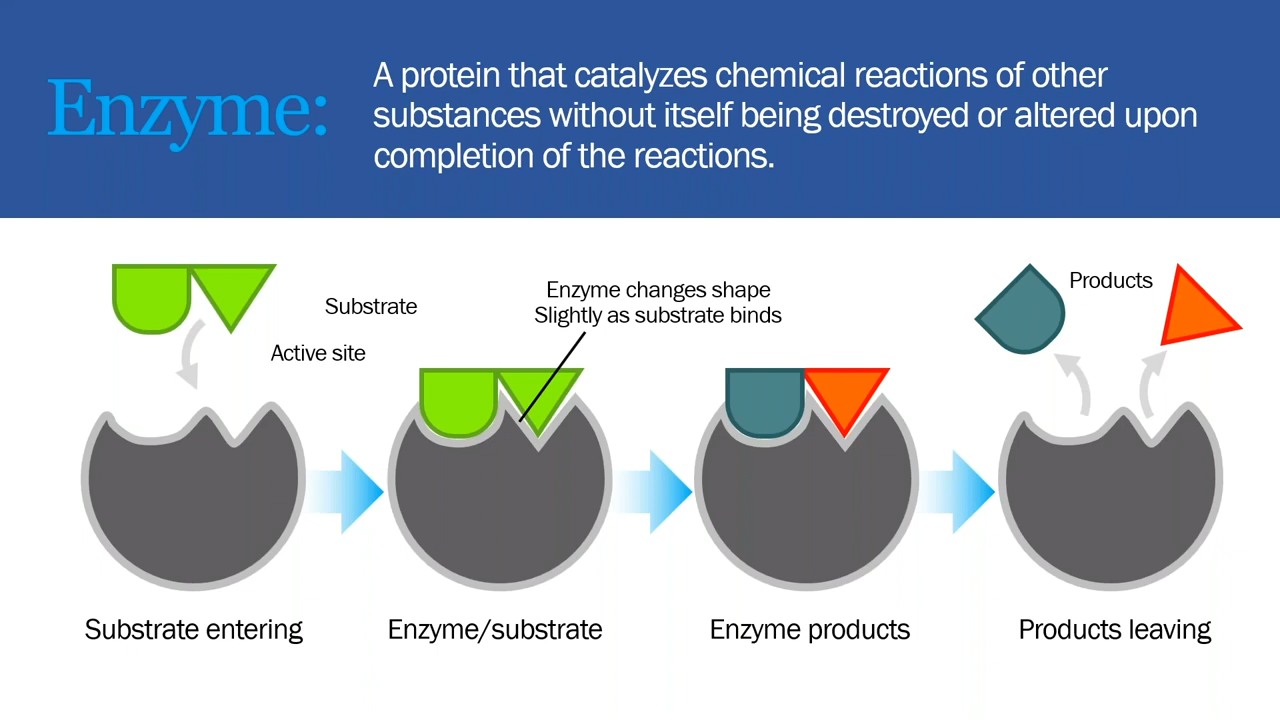 Enzyme:
A protein that catalyzes chemical reactions of other
substances without itself being destroyed or altered upon
completion of the reactions.
Substrate
Active site
Enzyme changes shape
Slightly as substrate binds
Products
Substrate entering
Enzyme/substrate
Enzyme products
Products leaving